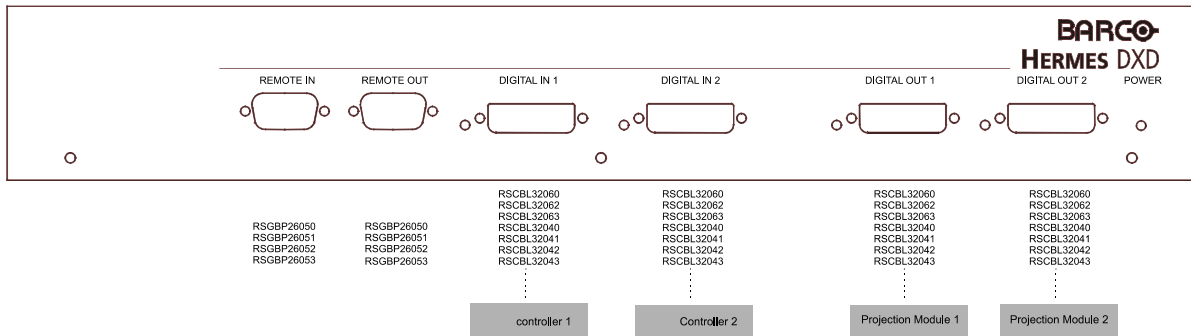 BARCO
HERMES DXD
REMOTE IN
REMOTE OUT
DIGITAL IN 1
DIGITAL IN 2
DIGITAL OUT 1
DIGITAL OUT 2
POWER
RSGBP26050
RSGBP26051
RSGBP26052
RSGBP26053
RSGBP26050
RSGBP26051
RSGBP26052
RSGBP26053
RSCBL32060
RSCBL32062
RSCBL32063
RSCBL32040
RSCBL32041
RSCBL32042
RSCBL32043
controller 1
RSCBL32060
RSCBL32062
RSCBL32063
RSCBL32040
RSCBL32041
RSCBL32042
RSCBL32043
Controller 2
RSCBL32060
RSCBL32062
RSCBL32063
RSCBL32040
RSCBL32041
RSCBL32042
RSCBL32043
Projection Module 1
RSCBL32060
RSCBL32062
RSCBL32063
RSCBL32040
RSCBL32041
RSCBL32042
RSCBL32043
Projection Module 2